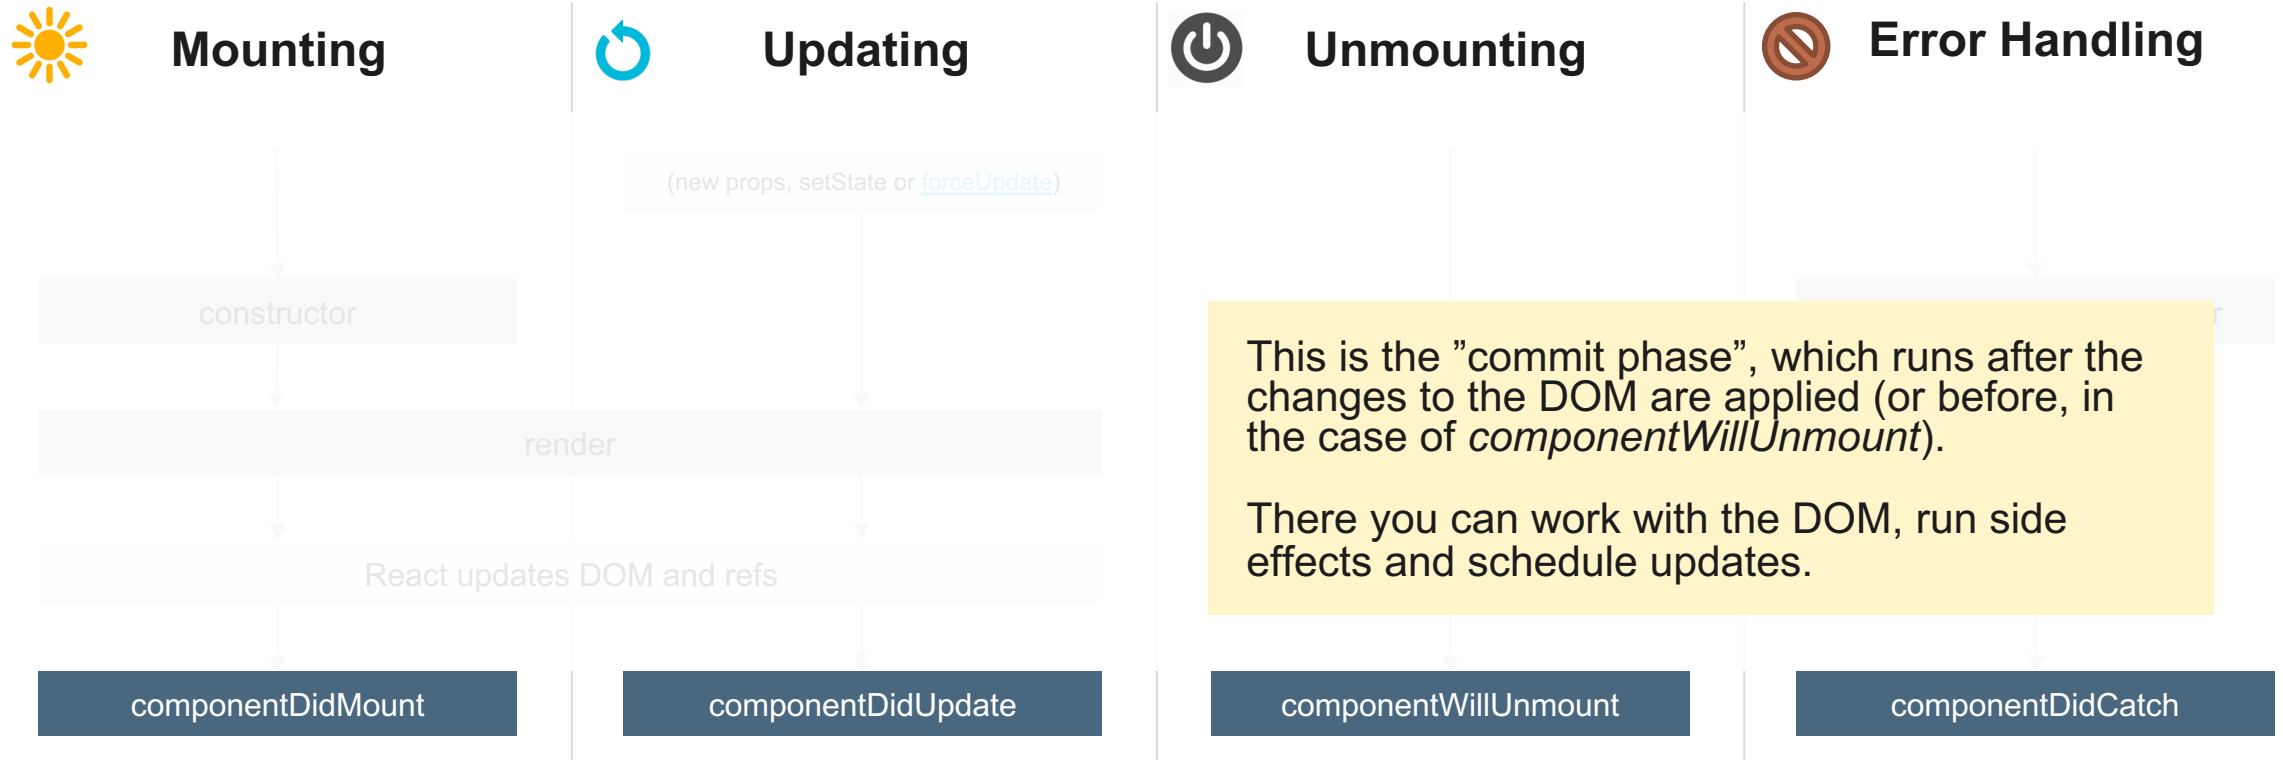 Mounting
Updating
Unmounting
Error Handling
(new props, setState or forceUpdate)
constructor
r
This is the ”commit phase”, which runs after the
changes to the DOM are applied (or before, in
the case of componentWillUnmount).
There you can work with the DOM, run side
effects and schedule updates.
render
React updates DOM and refs
componentDidMount
componentDidUpdate
componentWillUnmount
componentDidCatch